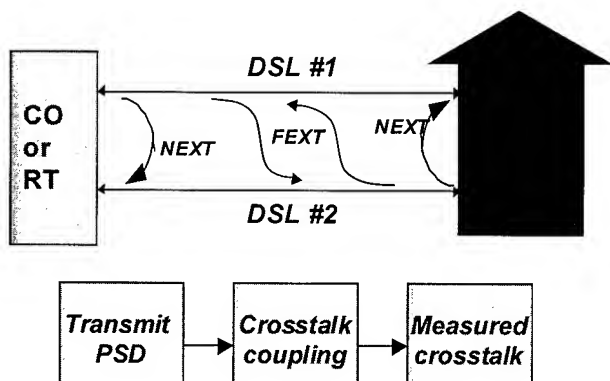 DSL #1
CO
or
RT
NEXT
FEXT
NEXT
DSL #2
Transmit
PSD
Crosstalk
coupling
Measured
crosstalk